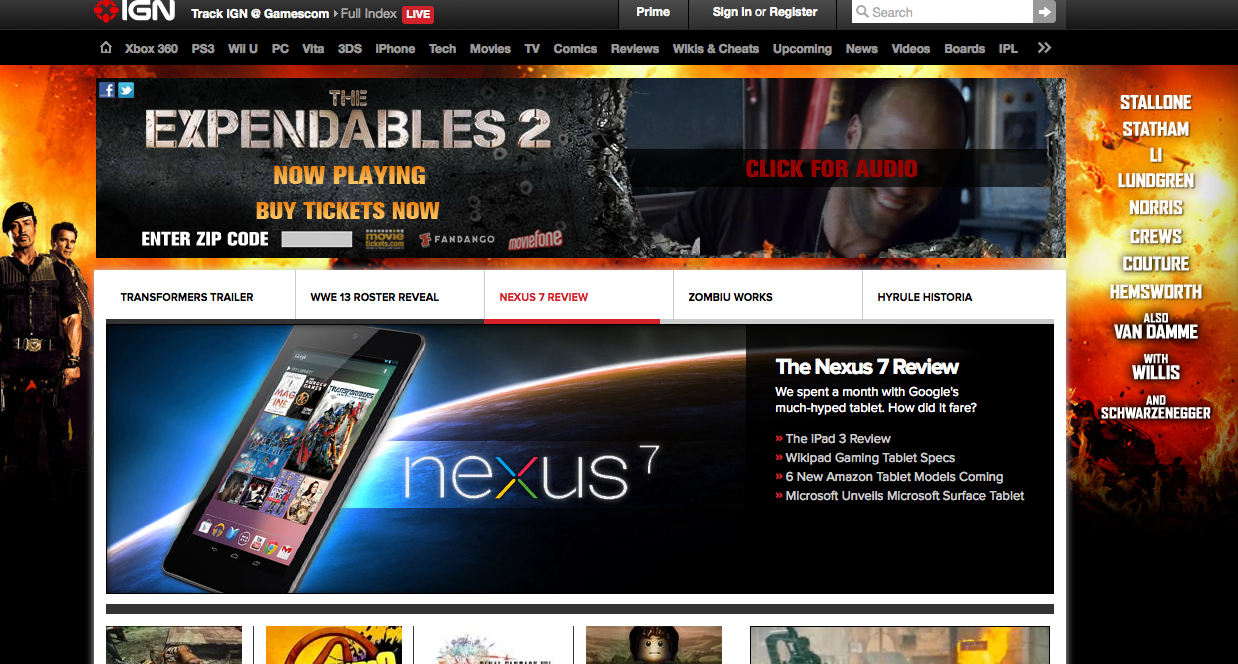 IGN
Track IGN @ Gamescom
Full Index
LIVE
Prime
Sign in or Register
Search
Xbox 360
PS3
Wii U
PC
Vita
3DS
iPhone
Tech
Movies
TV
Comics
Reviews
Wikis & Cheats
Upcoming
News
Videos
Boards
IPL
THE
EXPENDABLES 2
NOW PLAYING
BUY TICKETS NOW
ENTER ZIP CODE
movie
tickets.com
FANDANGO
moviefone
CLICK FOR AUDIO
STALLONE
STATHAM
LI
LUNDGREN
NORRIS
CREWS
COUTURE
HEMSWORTH
ALSO
VAN DAMME
WITH
WILLIS
AND
SCHWARZENEGGER
TRANSFORMERS TRAILER
WWE 13 ROSTER REVEAL
NEXUS 7 REVIEW
ZOMBIU WORKS
HYRULE HISTORIA
nexus 7
The Nexus 7 Review
We spent a month with Google's
much-hyped tablet. How did it fare?
» The iPad 3 Review
» Wikipad Gaming Tablet Specs
» 6 New Amazon Tablet Models Coming
» Microsoft Unveils Microsoft Surface Tablet